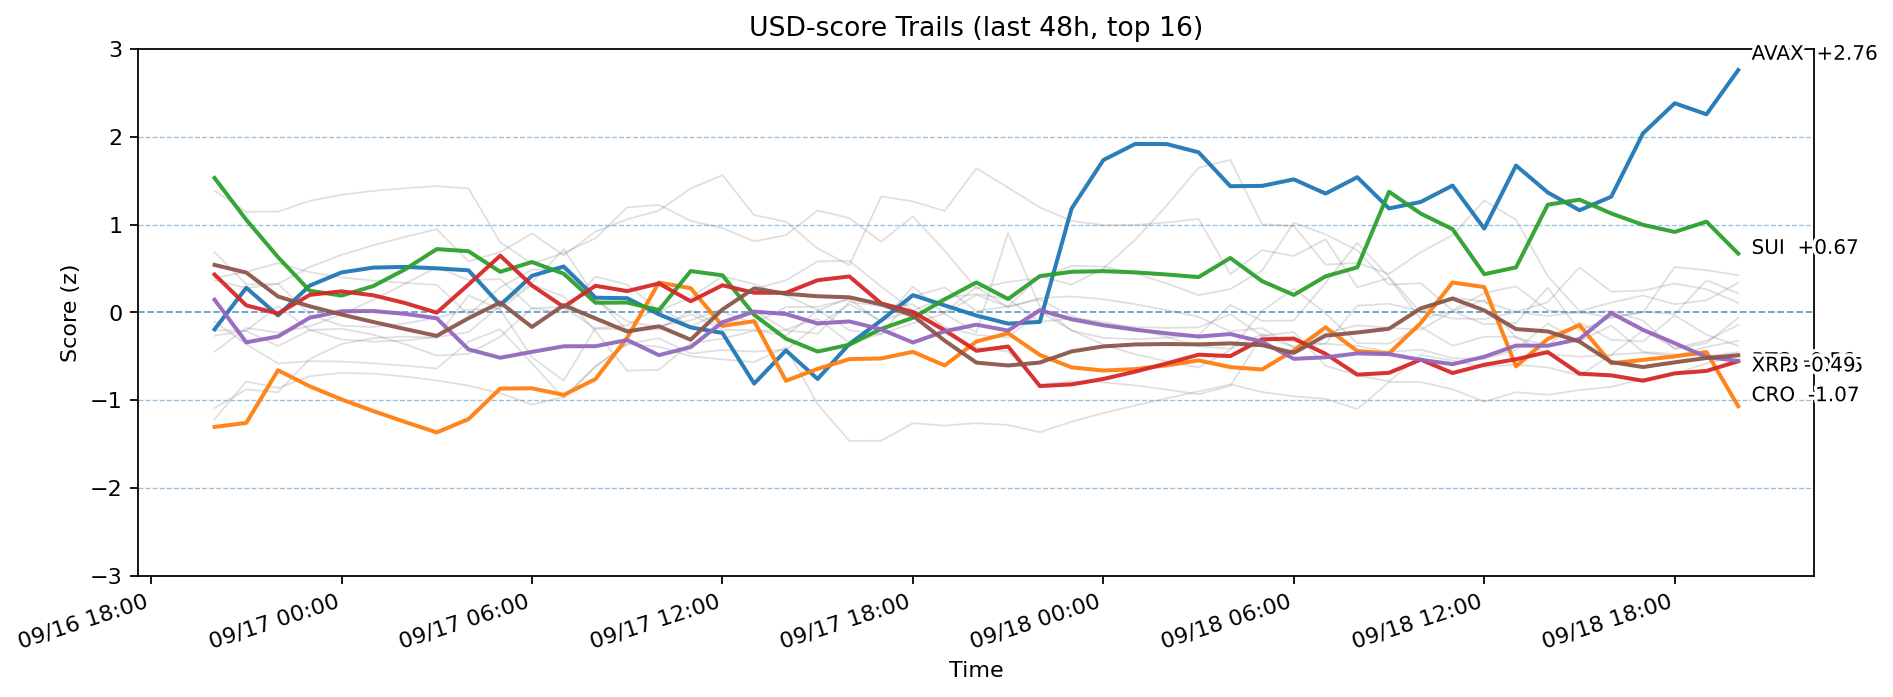 USD-score Trails (last 48h, top 16)
3
2
1
0
−1
−2
−3
Score (z)
AVAX +2.76
SUI +0.67
XRP -0.49
CRO -1.07
09/16 18:00
09/17 00:00
09/17 06:00
09/17 12:00
09/17 18:00
09/18 00:00
09/18 06:00
09/18 12:00
09/18 18:00
Time